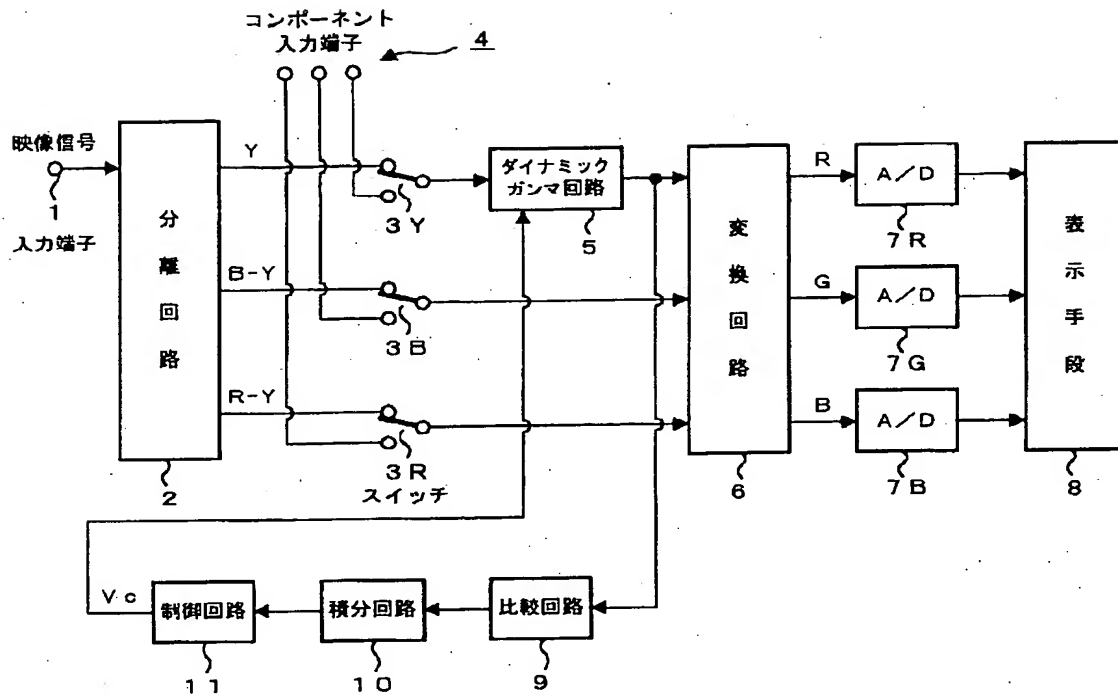 コンポーネント
入力端子
4
映像信号
1
入力端子
分離回路
2
Y
B-Y
R-Y
3Y
3B
3R
スイッチ
ダイナミック
ガンマ回路
5
変換回路
6
R
G
B
A/D
7R
A/D
7G
A/D
7B
表示手段
8
Vc
制御回路
11
積分回路
10
比較回路
9